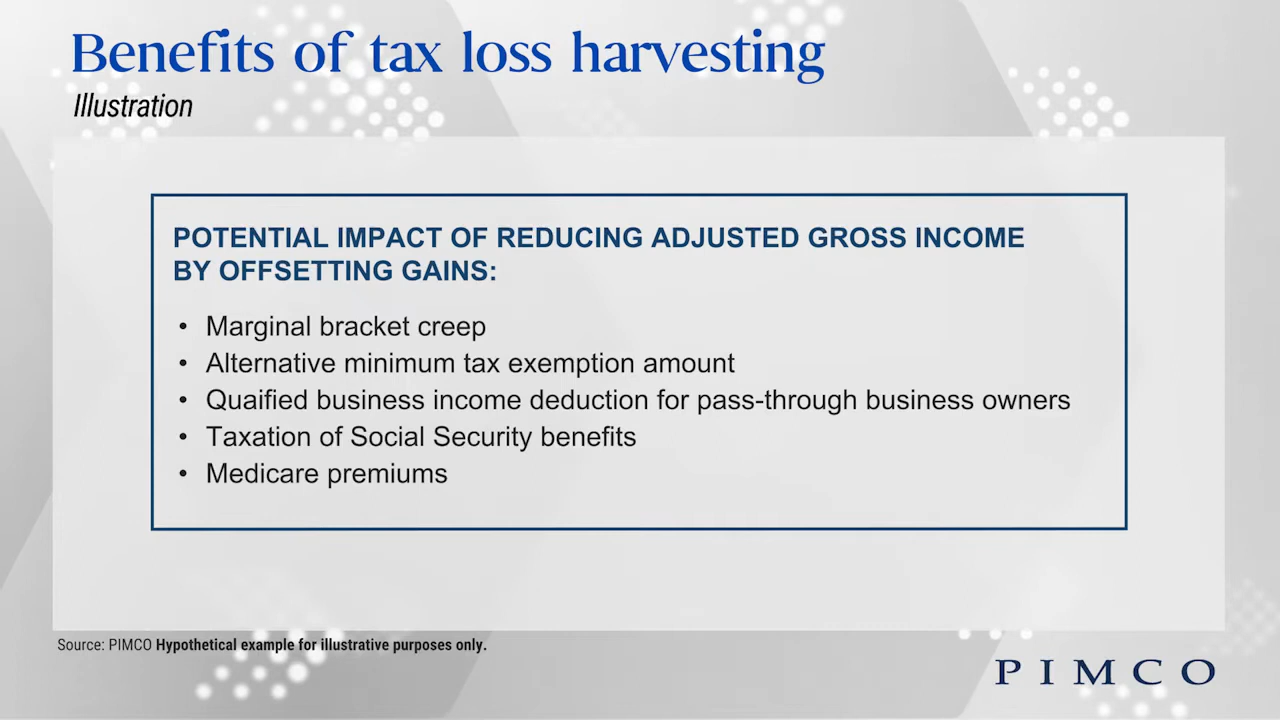 Benefits of tax loss harvesting
Illustration
POTENTIAL IMPACT OF REDUCING ADJUSTED GROSS INCOME
BY OFFSETTING GAINS:
• Marginal bracket creep
• Alternative minimum tax exemption amount
• Quaified business income deduction for pass-through business owners
• Taxation of Social Security benefits
• Medicare premiums
Source: PIMCO Hypothetical example for illustrative purposes only.
PIMCO